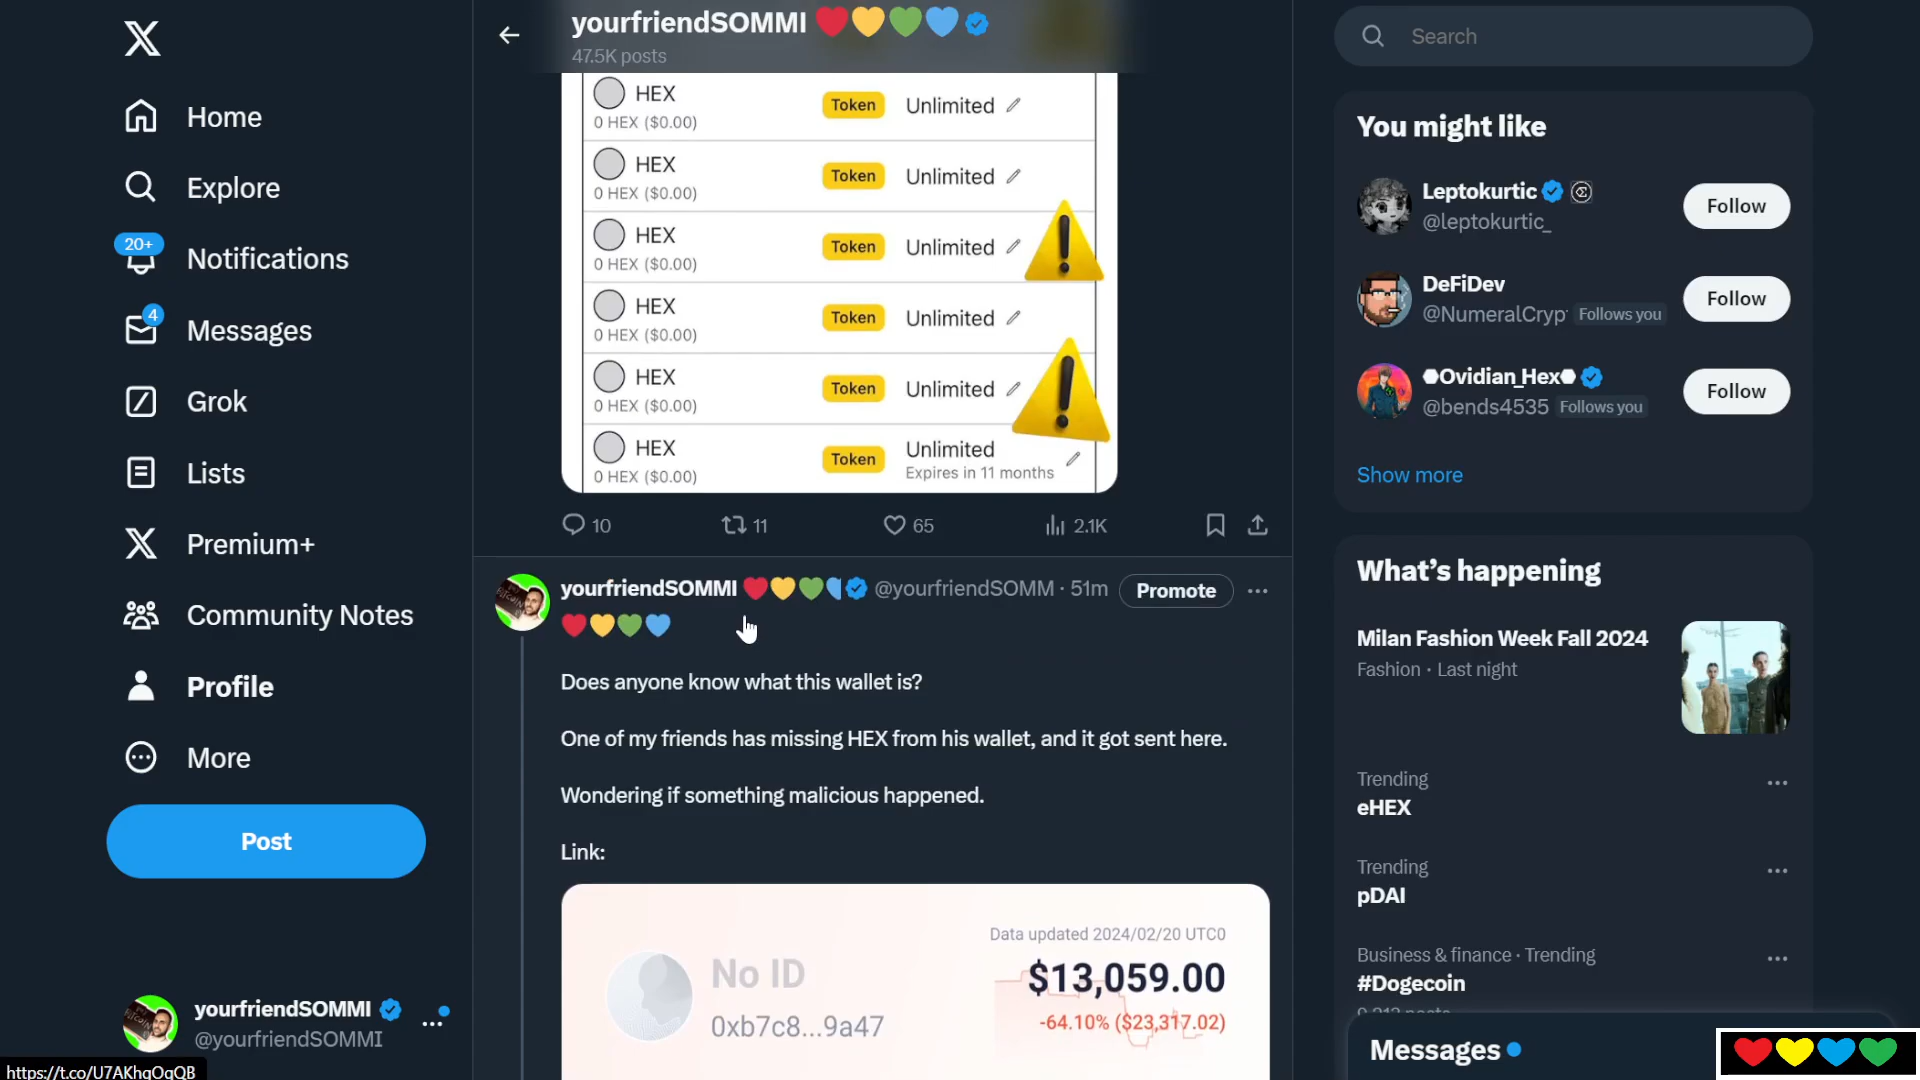 Home
Explore
20+
Notifications
4
Messages
Grok
Lists
Premium+
Community Notes
Profile
More
Post
yourfriendSOMMI
@yourfriendSOMMI
https://t.co/U7AKhqOqQB
yourfriendSOMMI
47.5K posts
HEX Token Unlimited
0 HEX ($0.00)
HEX Token Unlimited
0 HEX ($0.00)
HEX Token Unlimited
0 HEX ($0.00)
HEX Token Unlimited
0 HEX ($0.00)
HEX Token Unlimited
0 HEX ($0.00)
HEX Token Unlimited
0 HEX ($0.00) Expires in 11 months
10 11 65 2.1K
yourfriendSOMMI @yourfriendSOMM · 51m Promote
Does anyone know what this wallet is?
One of my friends has missing HEX from his wallet, and it got sent here.
Wondering if something malicious happened.
Link:
Data updated 2024/02/20 UTC0
No ID $13,059.00
0xb7c8...9a47 -64.10% ($23,317.02)
Search
You might like
Leptokurtic
@leptokurtic_
Follow
DeFiDev
@NumeralCryp Follows you
Follow
Ovidian_Hex
@bends4535 Follows you
Follow
Show more
What's happening
Milan Fashion Week Fall 2024
Fashion · Last night
Trending
eHEX
Trending
pDAI
Business & finance · Trending
#Dogecoin
Messages